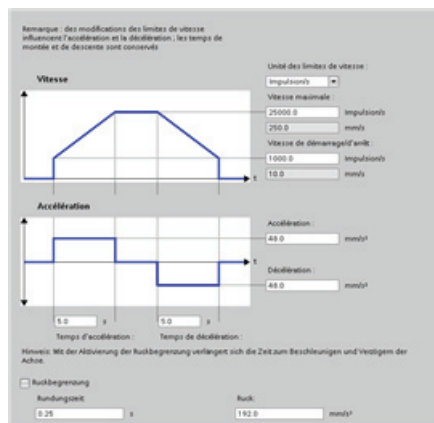 Remarque : des modifications des limites de vitesse
influencent l'accélération et la décélération ; les temps de
montée et de descente sont conservés
Unité des limites de vitesse :
Vitesse
Impulsion/s
Vitesse maximale :
25000.0 Impulsion/s
250.0 mm/s
Vitesse de démarrage/d'arrêt :
1000.0 Impulsion/s
10.0 mm/s
t
Accélération
Accélération :
48.0 mm/s²
t
Décélération :
48.0 mm/s²
5.0 s 5.0 s
Temps d'accélération : Temps de décélération :
Hinweis: Mit der Aktivierung der Ruckbegrenzung verlängert sich die Zeit zum Beschleunigen und Verzögern der
Achse.
Ruckbegrenzung
Rundungszeit: Ruck:
0.25 s 192.0 mm/s³